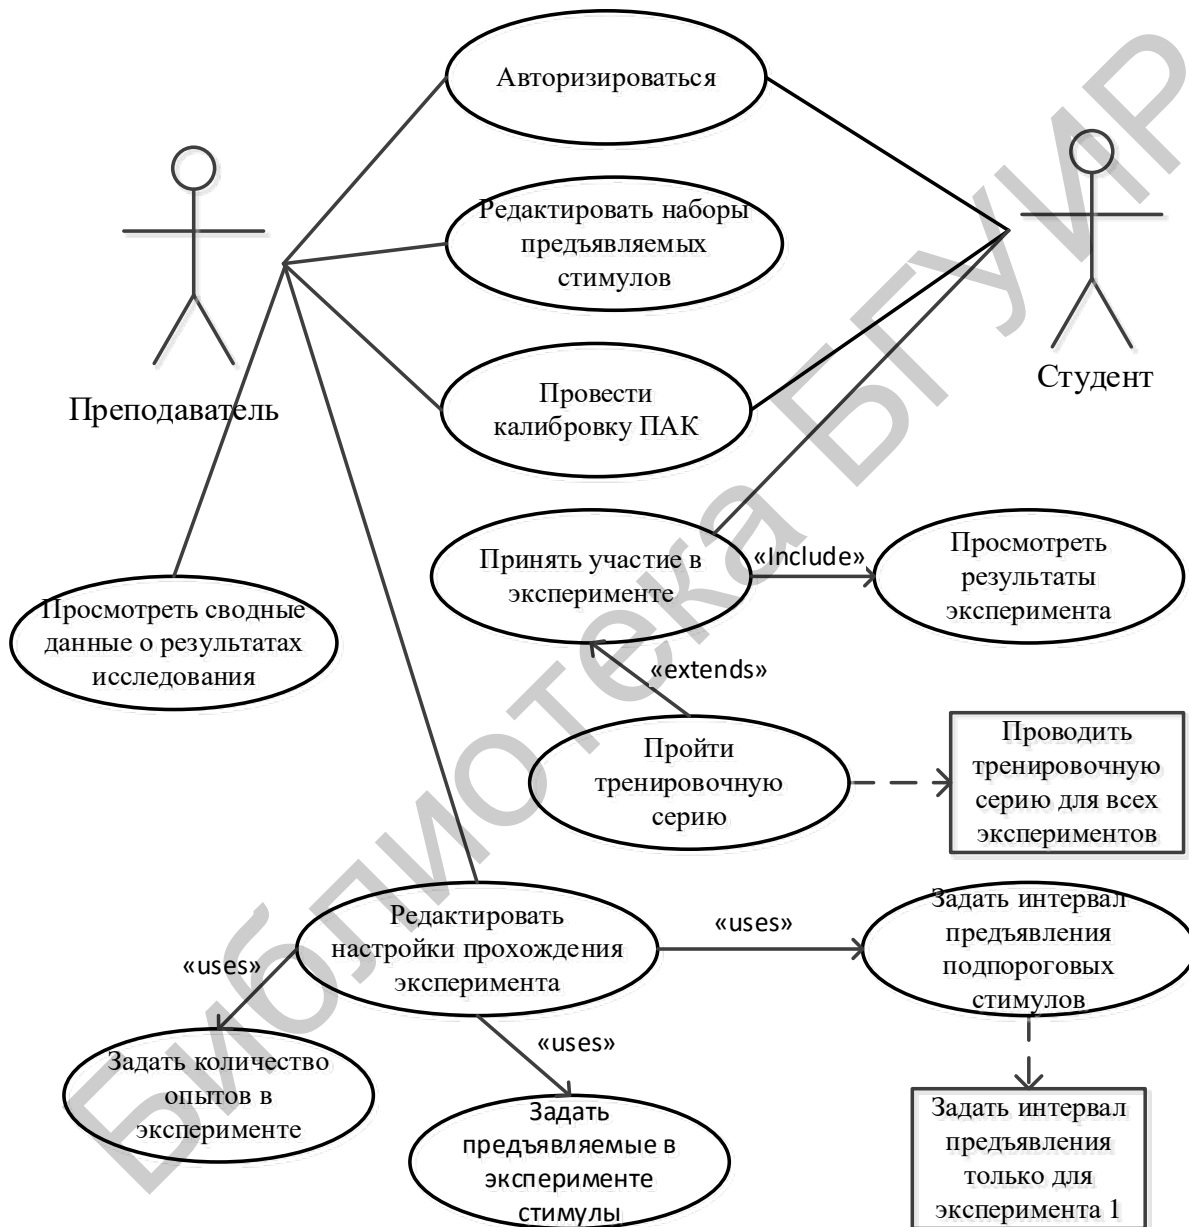 Авторизироваться
Редактировать наборы
предъявляемых
стимулов
Провести
калибровку ПАК
Преподаватель
Студент
Принять участие в
эксперименте
«Include»
Просмотреть
результаты
эксперимента
Просмотреть сводные
данные о результатах
исследования
«extends»
Пройти
тренировочную
серию
Проводить
тренировочную
серию для всех
экспериментов
Редактировать
настройки прохождения
эксперимента
«uses»
Задать интервал
предъявления
подпороговых
стимулов
«uses»
Задать количество
опытов в
эксперименте
«uses»
Задать
предъявляемые в
эксперименте
стимулы
Задать интервал
предъявления
только для
эксперимента 1
Библиотека БГУИР